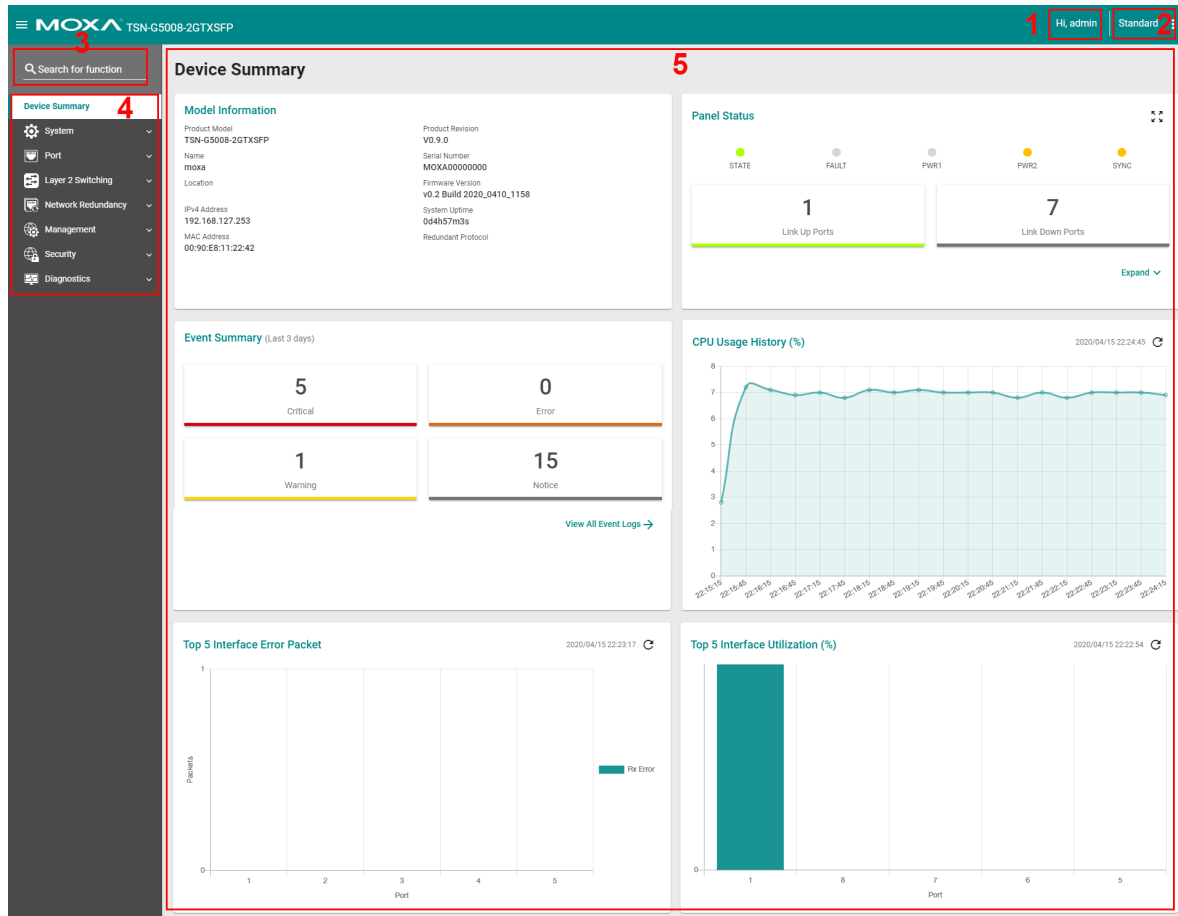 MOXA TSN-G5008-2GTXSFP
1
Hi, admin
Standard
2
3
Search for function
4
Device Summary
System
Port
Layer 2 Switching
Network Redundancy
Management
Security
Diagnostics
5
Device Summary
Model Information
Product Model
TSN-G5008-2GTXSFP
Product Revision
V0.9.0
Name
moxa
Serial Number
MOXA00000000
Location
Firmware Version
v0.2 Build 2020_0410_1158
IPv4 Address
192.168.127.253
System Uptime
0d4h57m3s
MAC Address
00:90:E8:11:22:42
Redundant Protocol
Panel Status
STATE FAULT PWR1 PWR2 SYNC
1
Link Up Ports
7
Link Down Ports
Expand
Event Summary (Last 3 days)
5
Critical
0
Error
1
Warning
15
Notice
View All Event Logs
CPU Usage History (%)
2020/04/15 22:24:45
8
7
6
5
4
3
2
1
0
22:15:15 22:15:45 22:16:15 22:16:45 22:17:15 22:17:45 22:18:15 22:18:45 22:19:15 22:19:45 22:20:15 22:20:45 22:21:15 22:21:45 22:22:15 22:22:45 22:23:15 22:23:45 22:24:15
Top 5 Interface Error Packet
2020/04/15 22:23:17
1
Packets
0
1 2 3 4 5
Port
Rx Error
Top 5 Interface Utilization (%)
2020/04/15 22:22:54
0
1 8 7 6 5
Port